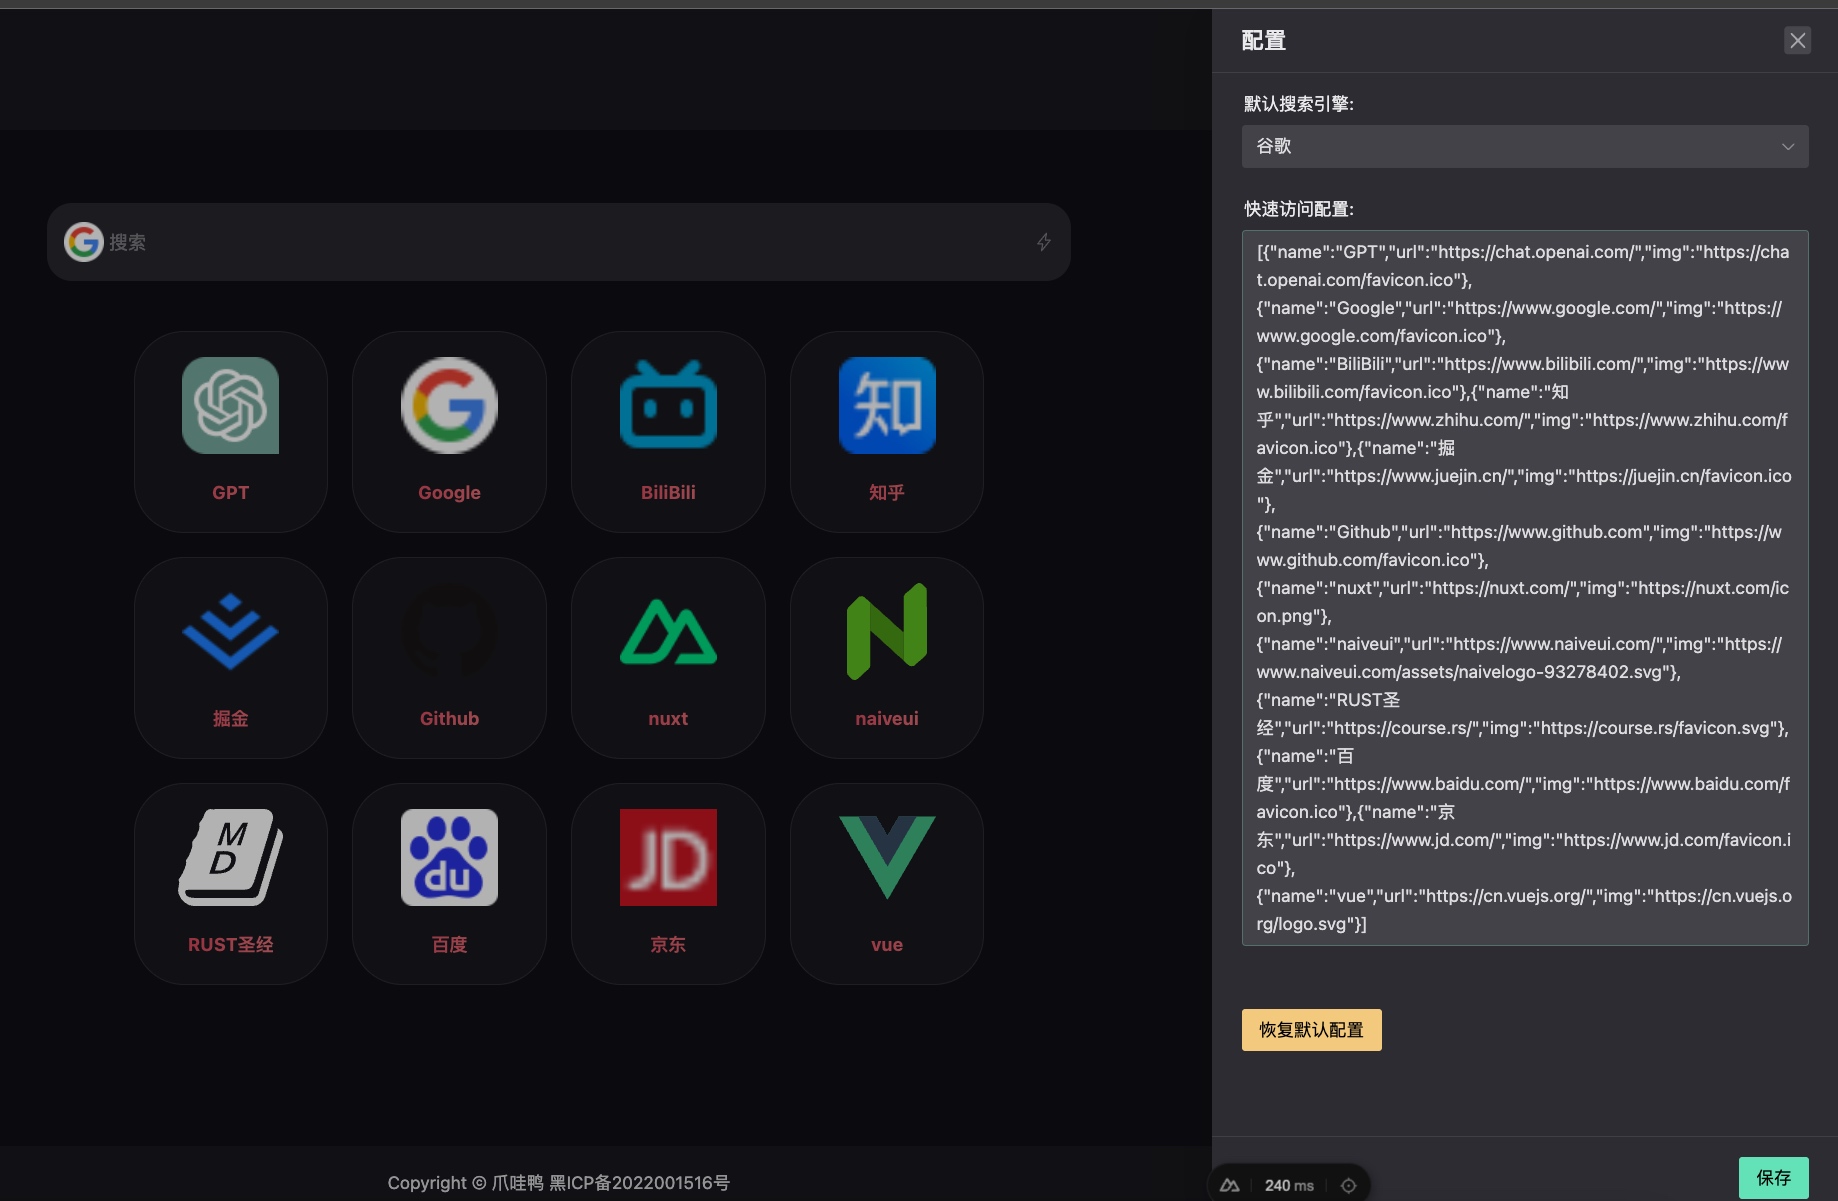 搜索
GPT
Google
BiliBili
知
知乎
掘金
Github
nuxt
naiveui
MD
RUST圣经
du
百度
JD
京东
vue
Copyright © 爪哇鸭 黑ICP备2022001516号
配置
默认搜索引擎:
谷歌
快速访问配置:
[{"name":"GPT","url":"https://chat.openai.com/","img":"https://cha
t.openai.com/favicon.ico"},
{"name":"Google","url":"https://www.google.com/","img":"https://
www.google.com/favicon.ico"},
{"name":"BiliBili","url":"https://www.bilibili.com/","img":"https://ww
w.bilibili.com/favicon.ico"},{"name":"知
乎","url":"https://www.zhihu.com/","img":"https://www.zhihu.com/f
avicon.ico"},{"name":"掘
金","url":"https://www.juejin.cn/","img":"https://juejin.cn/favicon.ico
"},
{"name":"Github","url":"https://www.github.com","img":"https://w
ww.github.com/favicon.ico"},
{"name":"nuxt","url":"https://nuxt.com/","img":"https://nuxt.com/ic
on.png"},
{"name":"naiveui","url":"https://www.naiveui.com/","img":"https://
www.naiveui.com/assets/naivelogo-93278402.svg"},
{"name":"RUST圣
经","url":"https://course.rs/","img":"https://course.rs/favicon.svg"},
{"name":"百
度","url":"https://www.baidu.com/","img":"https://www.baidu.com/f
avicon.ico"},{"name":"京
东","url":"https://www.jd.com/","img":"https://www.jd.com/favicon.i
co"},
{"name":"vue","url":"https://cn.vuejs.org/","img":"https://cn.vuejs.o
rg/logo.svg"}]
恢复默认配置
240 ms
保存